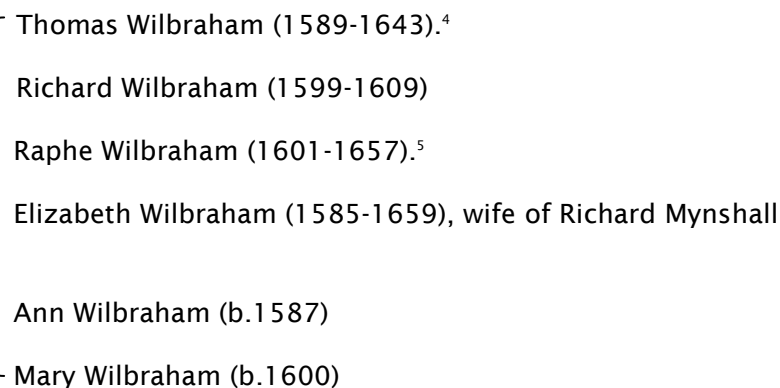 Thomas Wilbraham (1589-1643).⁴
Richard Wilbraham (1599-1609)
Raphe Wilbraham (1601-1657).⁵
Elizabeth Wilbraham (1585-1659), wife of Richard Mynshall
Ann Wilbraham (b.1587)
Mary Wilbraham (b.1600)